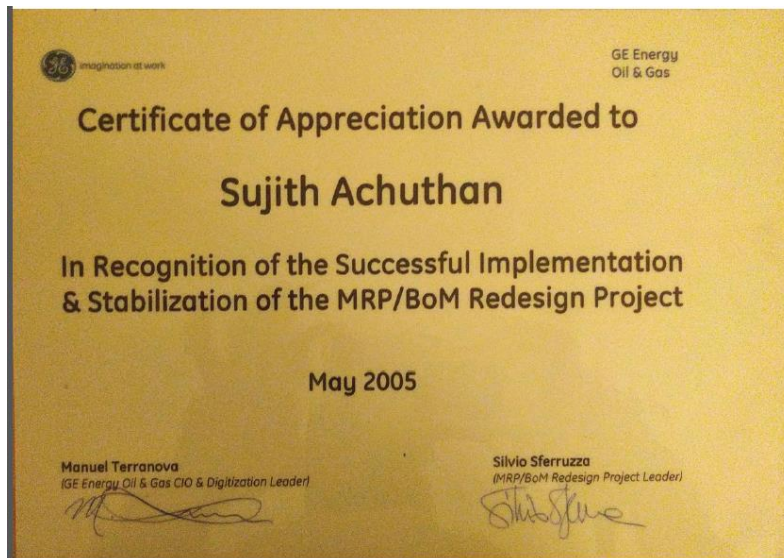 GE imagination at work
GE Energy
Oil & Gas
Certificate of Appreciation Awarded to
Sujith Achuthan
In Recognition of the Successful Implementation
& Stabilization of the MRP/BoM Redesign Project
May 2005
Manuel Terranova
(GE Energy Oil & Gas CIO & Digitization Leader)
Silvio Sferruzza
(MRP/BoM Redesign Project Leader)